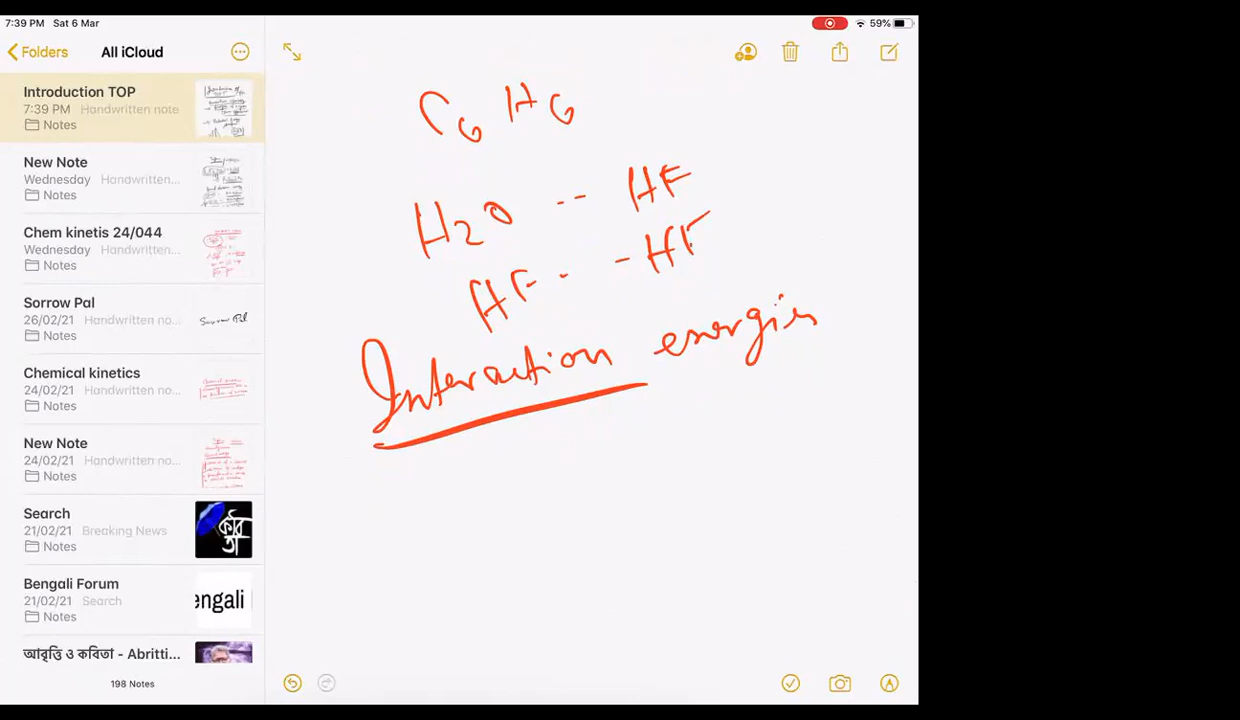 7:39 PM Sat 6 Mar
59%
Folders
All iCloud
Introduction TOP
7:39 PM Handwritten note
Notes
New Note
Wednesday Handwritten...
Notes
Chem kinetis 24/044
Wednesday Handwritten...
Notes
Sorrow Pal
26/02/21 Handwritten no...
Notes
Chemical kinetics
24/02/21 Handwritten no...
Notes
New Note
24/02/21 Handwritten no...
Notes
Search
21/02/21 Breaking News
Notes
কবি
তা
Bengali Forum
21/02/21 Search
Notes
engali
আবৃত্তি ও কবিতা - Abritti...
198 Notes
C6 H6
H2O -- HF
HF - - HF
Interaction energies